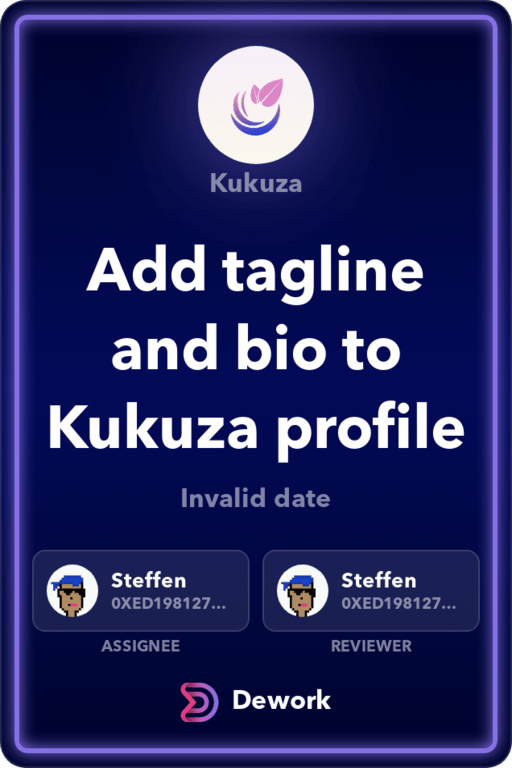 Kukuza
Add tagline
and bio to
Kukuza profile
Invalid date
Steffen
0XED198127...
ASSIGNEE
Steffen
0XED198127...
REVIEWER
Dework